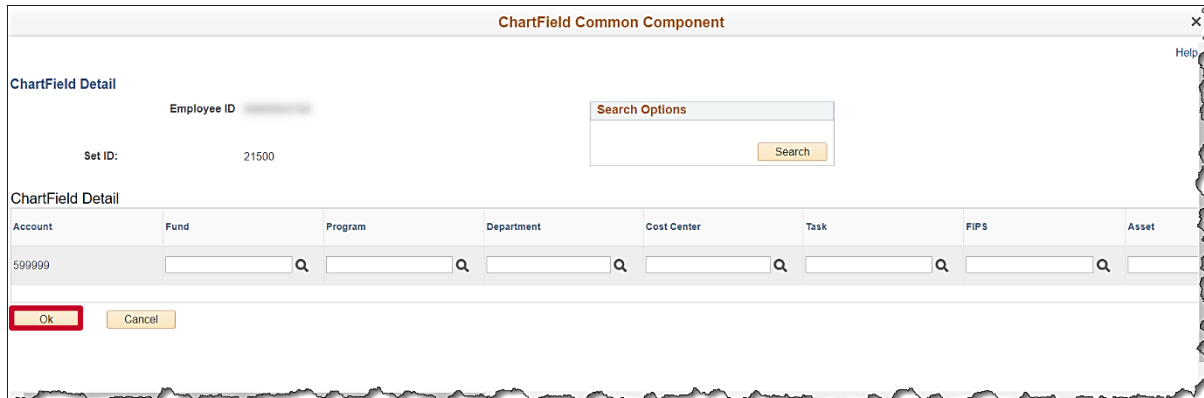 ChartField Common Component
×
Help
ChartField Detail
Employee ID
Search Options
Search
Set ID: 21500
ChartField Detail
Account Fund Program Department Cost Center Task FIPS Asset
599999
Ok Cancel